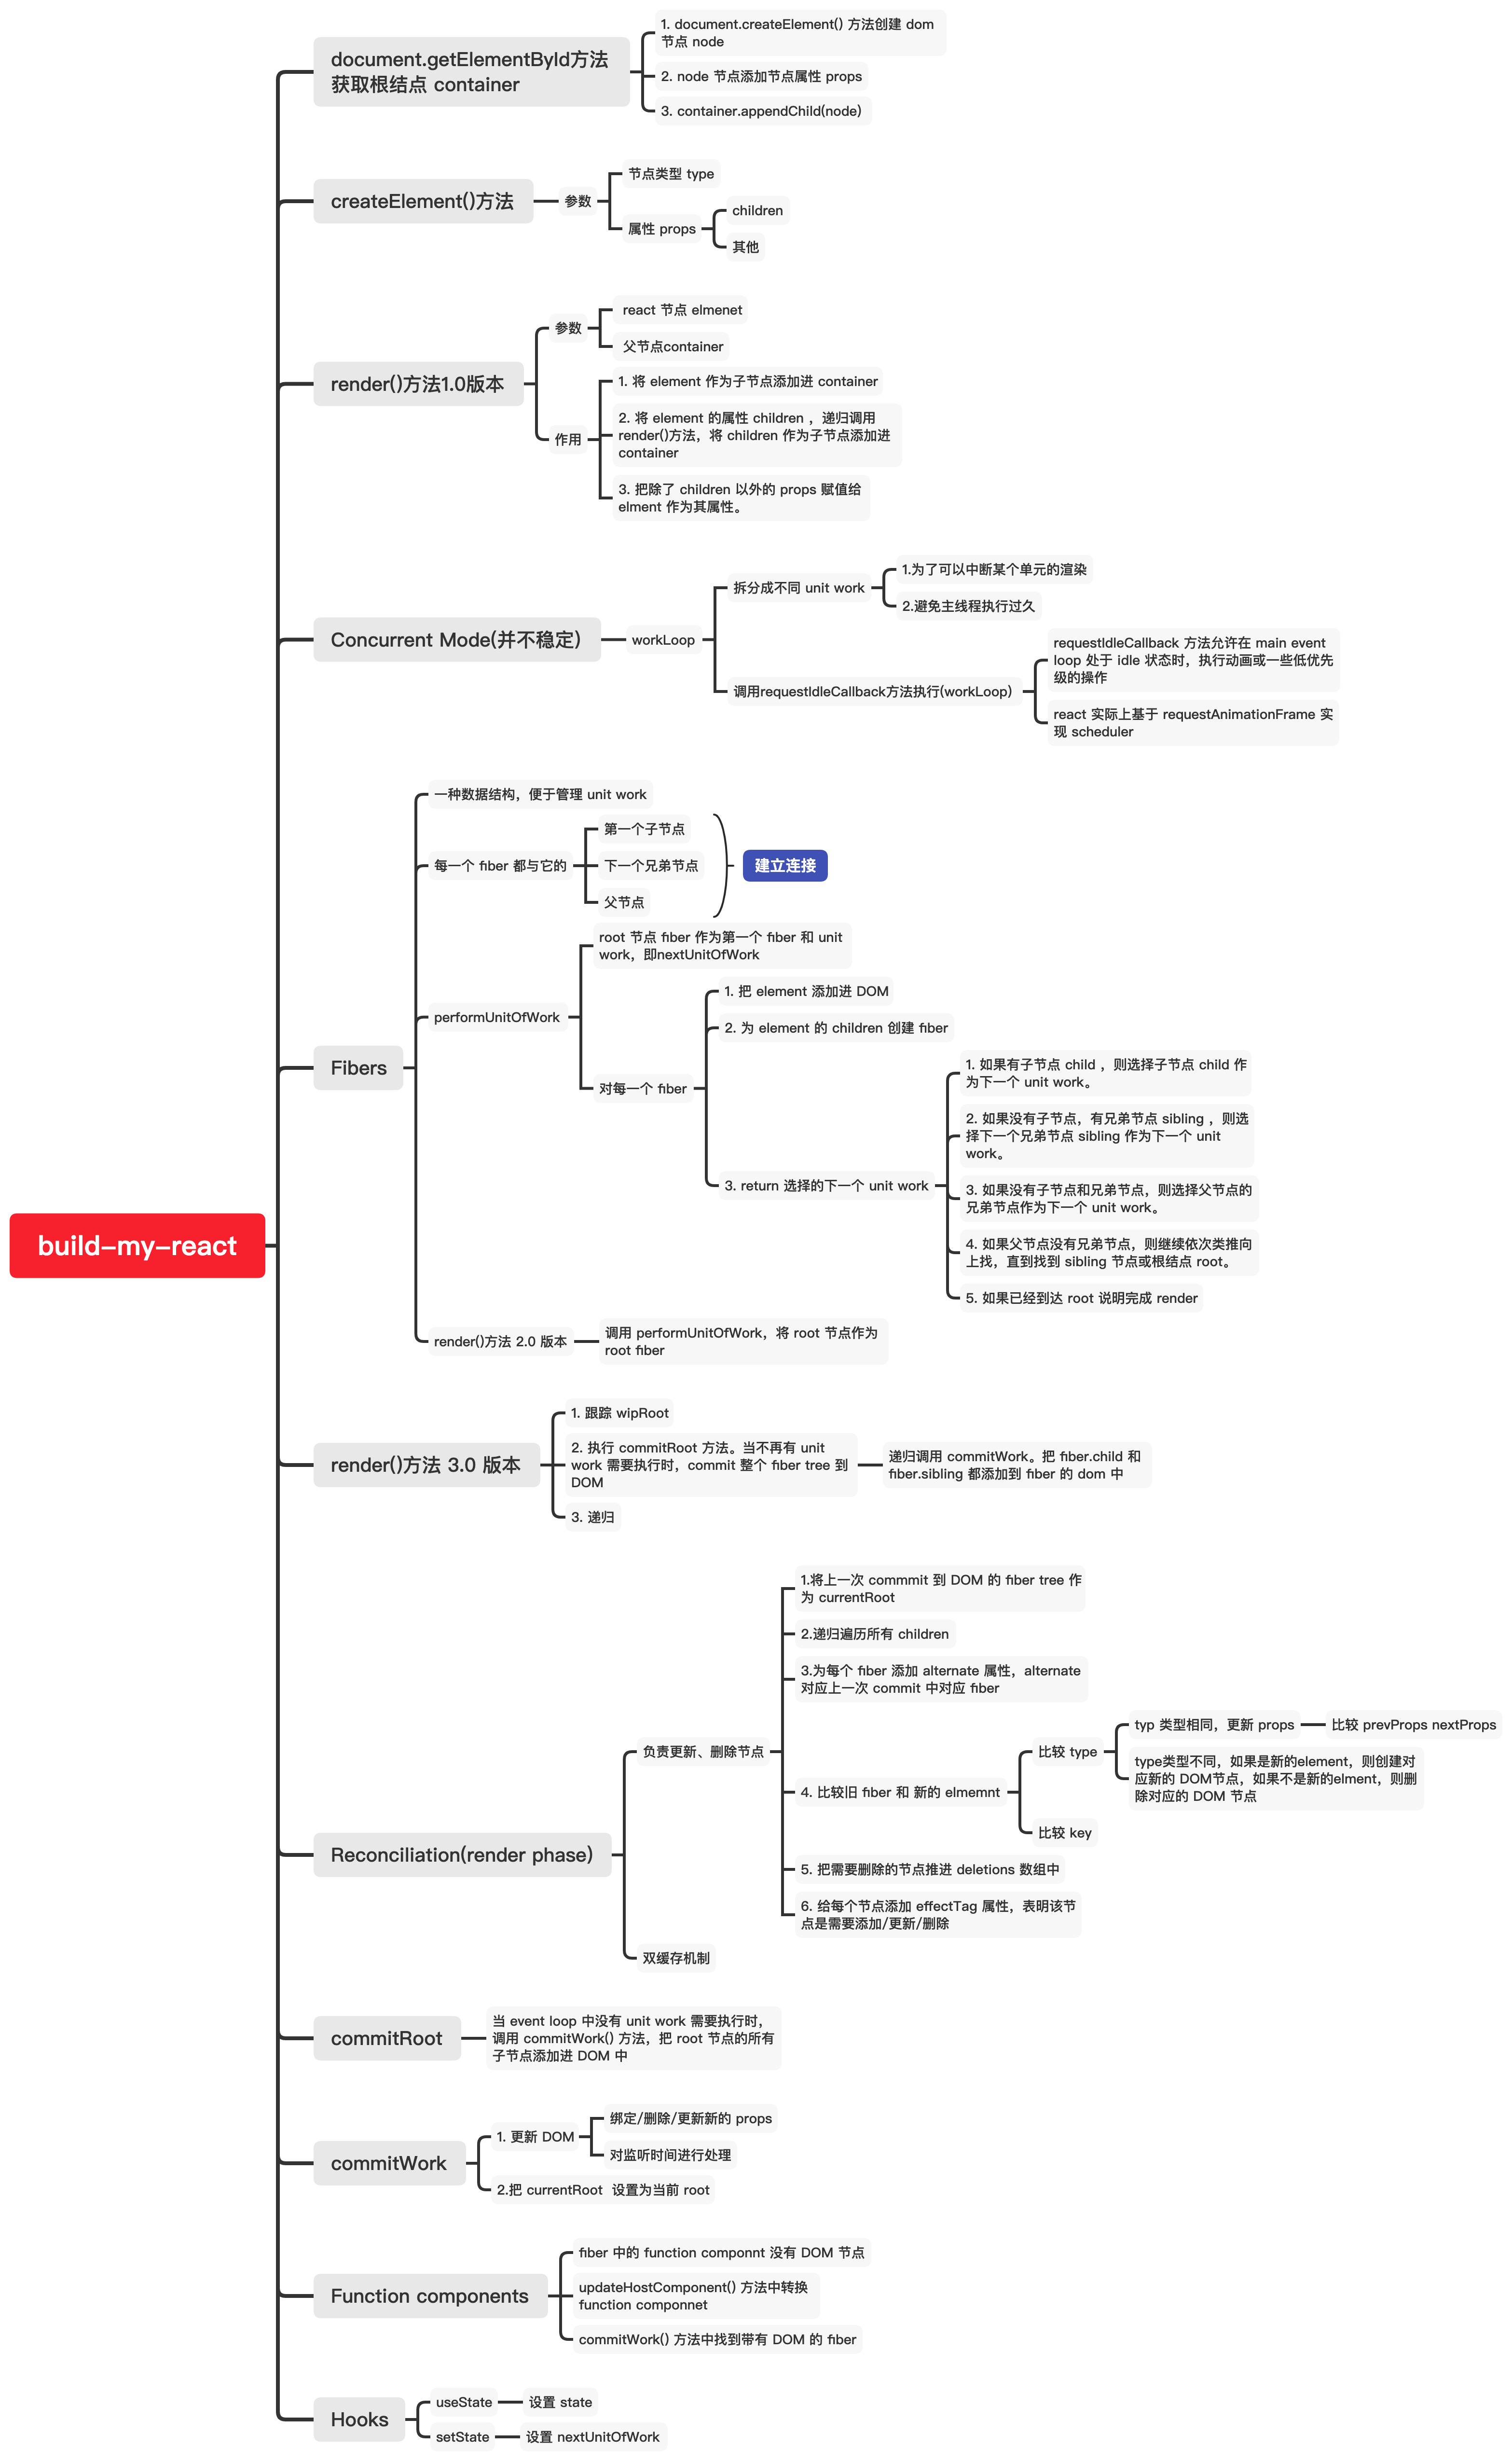 build-my-react
document.getElementById方法
获取根结点 container
1. document.createElement() 方法创建 dom
节点 node
2. node 节点添加节点属性 props
3. container.appendChild(node)
createElement()方法
参数
节点类型 type
属性 props
children
其他
render()方法1.0版本
参数
react 节点 elmenet
父节点container
作用
1. 将 element 作为子节点添加进 container
2. 将 element 的属性 children ，递归调用
render()方法，将 children 作为子节点添加进
container
3. 把除了 children 以外的 props 赋值给
elment 作为其属性。
Concurrent Mode(并不稳定)
workLoop
拆分成不同 unit work
1.为了可以中断某个单元的渲染
2.避免主线程执行过久
调用requestIdleCallback方法执行(workLoop)
requestIdleCallback 方法允许在 main event
loop 处于 idle 状态时，执行动画或一些低优先
级的操作
react 实际上基于 requestAnimationFrame 实
现 scheduler
Fibers
一种数据结构，便于管理 unit work
每一个 fiber 都与它的
第一个子节点
下一个兄弟节点
父节点
建立连接
performUnitOfWork
root 节点 fiber 作为第一个 fiber 和 unit
work，即nextUnitOfWork
对每一个 fiber
1. 把 element 添加进 DOM
2. 为 element 的 children 创建 fiber
3. return 选择的下一个 unit work
1. 如果有子节点 child ，则选择子节点 child 作
为下一个 unit work。
2. 如果没有子节点，有兄弟节点 sibling ，则选
择下一个兄弟节点 sibling 作为下一个 unit
work。
3. 如果没有子节点和兄弟节点，则选择父节点的
兄弟节点作为下一个 unit work。
4. 如果父节点没有兄弟节点，则继续依次类推向
上找，直到找到 sibling 节点或根结点 root。
5. 如果已经到达 root 说明完成 render
render()方法 2.0 版本
调用 performUnitOfWork，将 root 节点作为
root fiber
render()方法 3.0 版本
1. 跟踪 wipRoot
2. 执行 commitRoot 方法。当不再有 unit
work 需要执行时，commit 整个 fiber tree 到
DOM
递归调用 commitWork。把 fiber.child 和
fiber.sibling 都添加到 fiber 的 dom 中
3. 递归
Reconciliation(render phase)
负责更新、删除节点
1.将上一次 commmit 到 DOM 的 fiber tree 作
为 currentRoot
2.递归遍历所有 children
3.为每个 fiber 添加 alternate 属性，alternate
对应上一次 commit 中对应 fiber
4. 比较旧 fiber 和 新的 elmemnt
比较 type
typ 类型相同，更新 props
比较 prevProps nextProps
type类型不同，如果是新的element，则创建对
应新的 DOM节点，如果不是新的elment，则删
除对应的 DOM 节点
比较 key
5. 把需要删除的节点推进 deletions 数组中
6. 给每个节点添加 effectTag 属性，表明该节
点是需要添加/更新/删除
双缓存机制
commitRoot
当 event loop 中没有 unit work 需要执行时，
调用 commitWork() 方法，把 root 节点的所有
子节点添加进 DOM 中
commitWork
1. 更新 DOM
绑定/删除/更新新的 props
对监听时间进行处理
2.把 currentRoot  设置为当前 root
Function components
fiber 中的 function componnt 没有 DOM 节点
updateHostComponent() 方法中转换
function componnet
commitWork() 方法中找到带有 DOM 的 fiber
Hooks
useState
设置 state
setState
设置 nextUnitOfWork